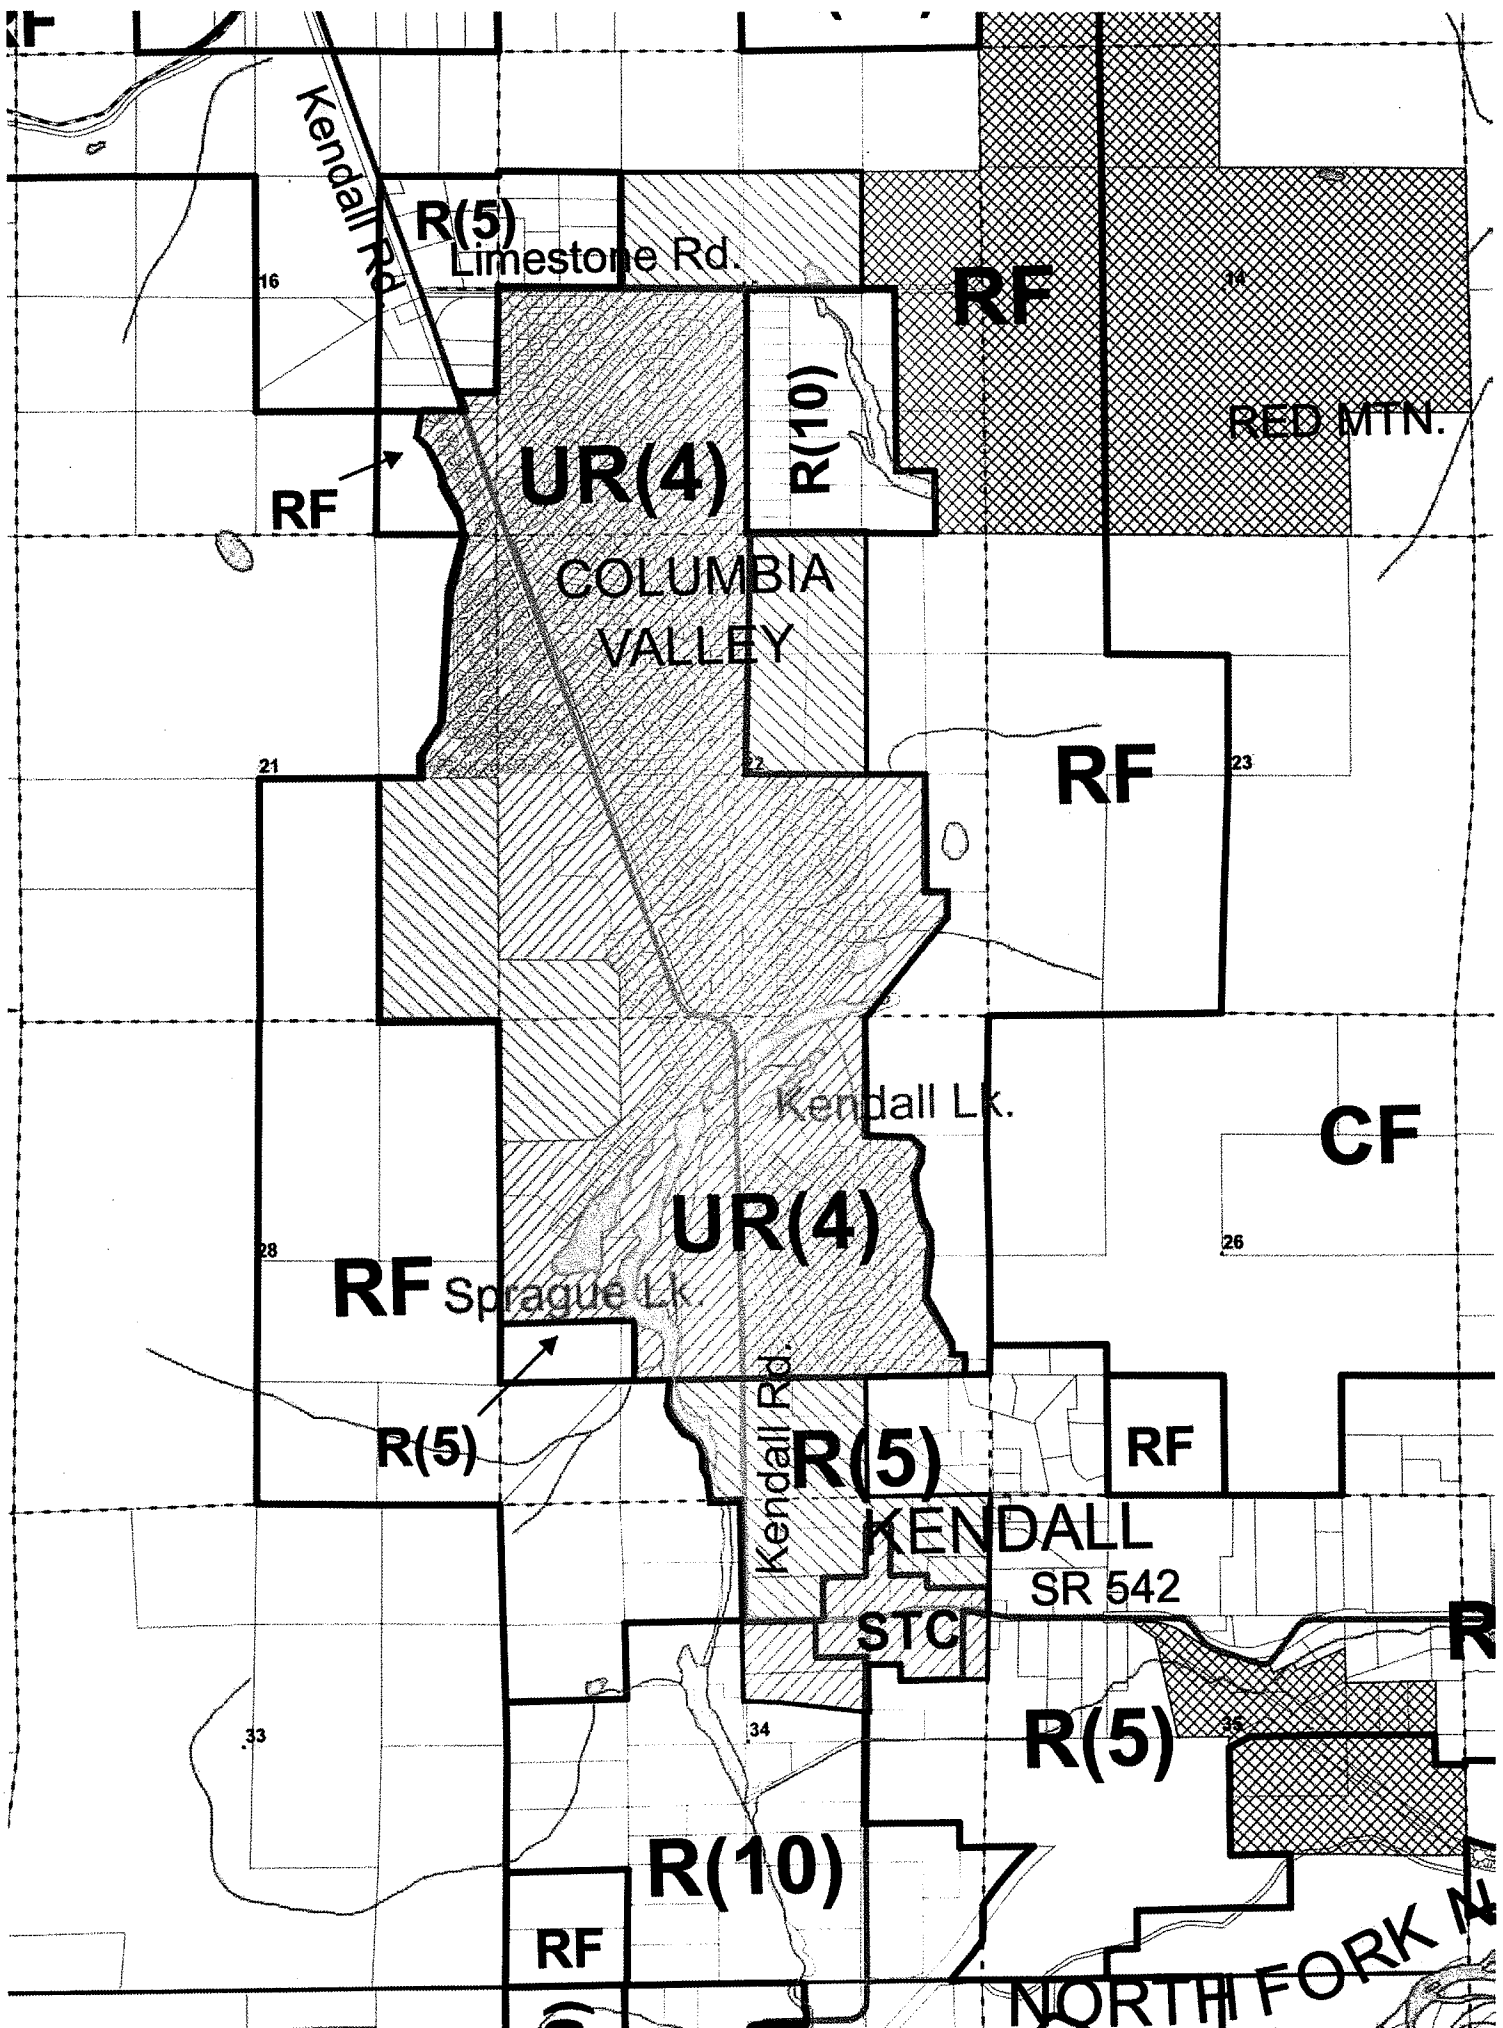 RF
Kendall Rd
R(5)
Limestone Rd.
16
RF
14
R(10)
RED MTN.
UR(4)
RF
COLUMBIA
VALLEY
21
22
RF
23
Kendall Lk.
CF
UR(4)
28
26
RF
Sprague Lk.
Kendall Rd.
R(5)
R(5)
RF
KENDALL
SR 542
STC
R
33
34
R(5)
35
R(10)
RF
NORTH FORK N